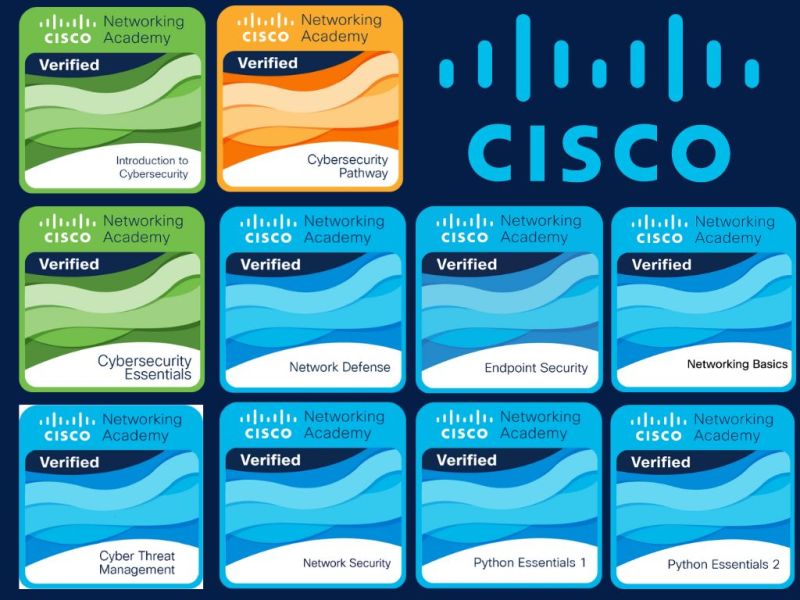 CISCO
Networking
Academy
Verified
Introduction to
Cybersecurity
CISCO
Networking
Academy
Verified
Cybersecurity
Pathway
CISCO
CISCO
Networking
Academy
Verified
Cybersecurity
Essentials
CISCO
Networking
Academy
Verified
Network Defense
CISCO
Networking
Academy
Verified
Endpoint Security
CISCO
Networking
Academy
Verified
Networking Basics
CISCO
Networking
Academy
Verified
Cyber Threat
Management
CISCO
Networking
Academy
Verified
Network Security
CISCO
Networking
Academy
Verified
Python Essentials 1
CISCO
Networking
Academy
Verified
Python Essentials 2